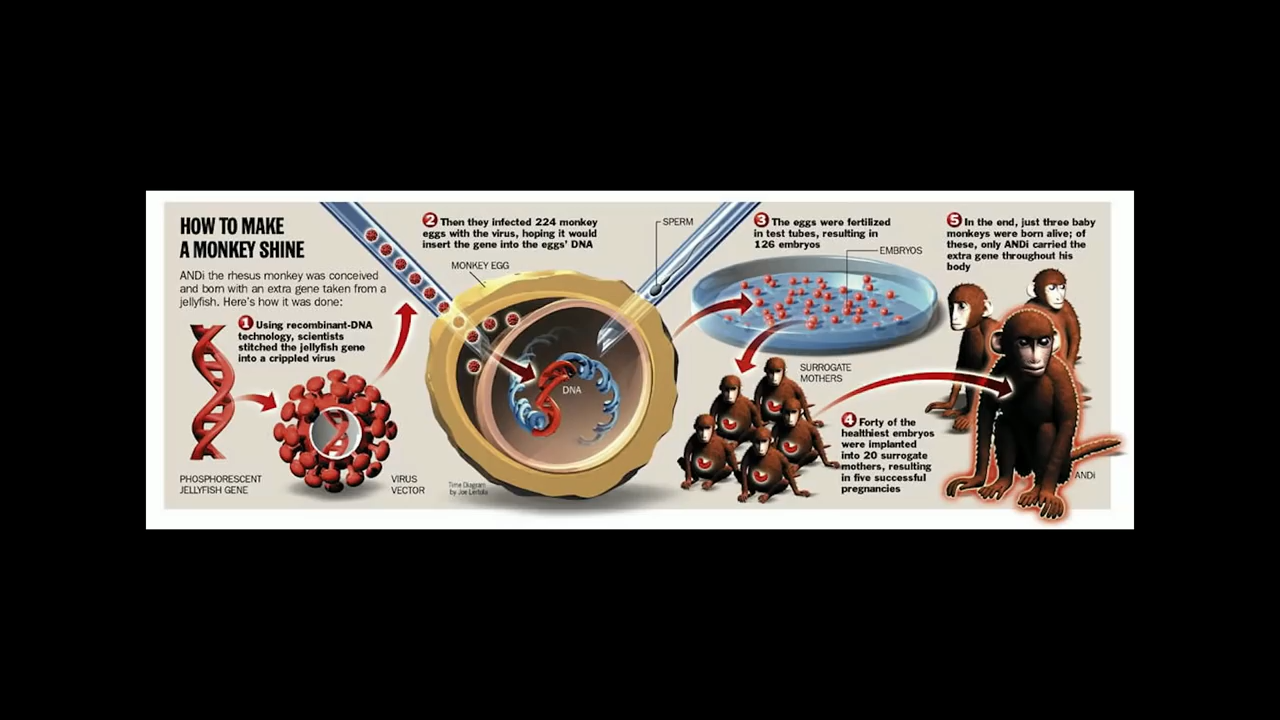 HOW TO MAKE
A MONKEY SHINE
ANDi the rhesus monkey was conceived
and born with an extra gene taken from a
jellyfish. Here's how it was done:
1 Using recombinant-DNA
technology, scientists
stitched the jellyfish gene
into a crippled virus
PHOSPHORESCENT
JELLYFISH GENE
VIRUS
VECTOR
2 Then they infected 224 monkey
eggs with the virus, hoping it would
insert the gene into the eggs' DNA
MONKEY EGG
SPERM
DNA
Time Diagram
by Joe Lertola
3 The eggs were fertilized
in test tubes, resulting in
126 embryos
EMBRYOS
SURROGATE
MOTHERS
4 Forty of the
healthiest embryos
were implanted
into 20 surrogate
mothers, resulting
in five successful
pregnancies
5 In the end, just three baby
monkeys were born alive; of
these, only ANDi carried the
extra gene throughout his
body
ANDi